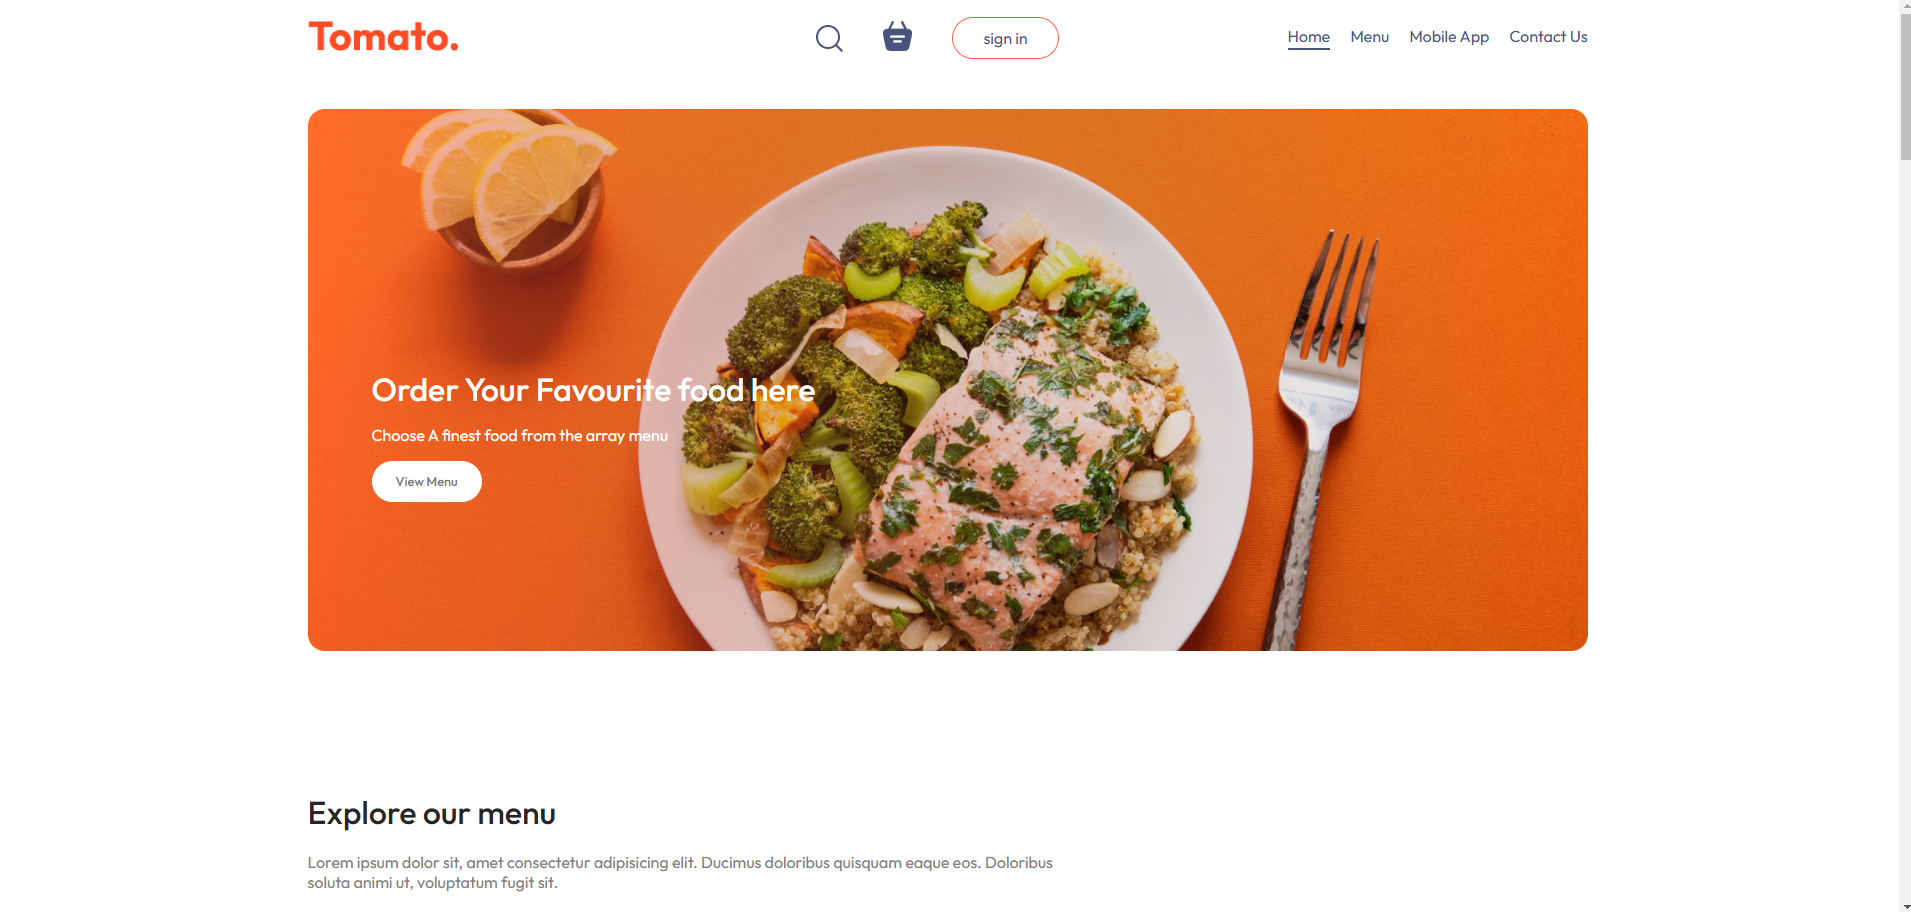 Tomato.
sign in
Home Menu Mobile App Contact Us
Order Your Favourite food here
Choose A finest food from the array menu
View Menu
Explore our menu
Lorem ipsum dolor sit, amet consectetur adipisicing elit. Ducimus doloribus quisquam eaque eos. Doloribus
soluta animi ut, voluptatum fugit sit.